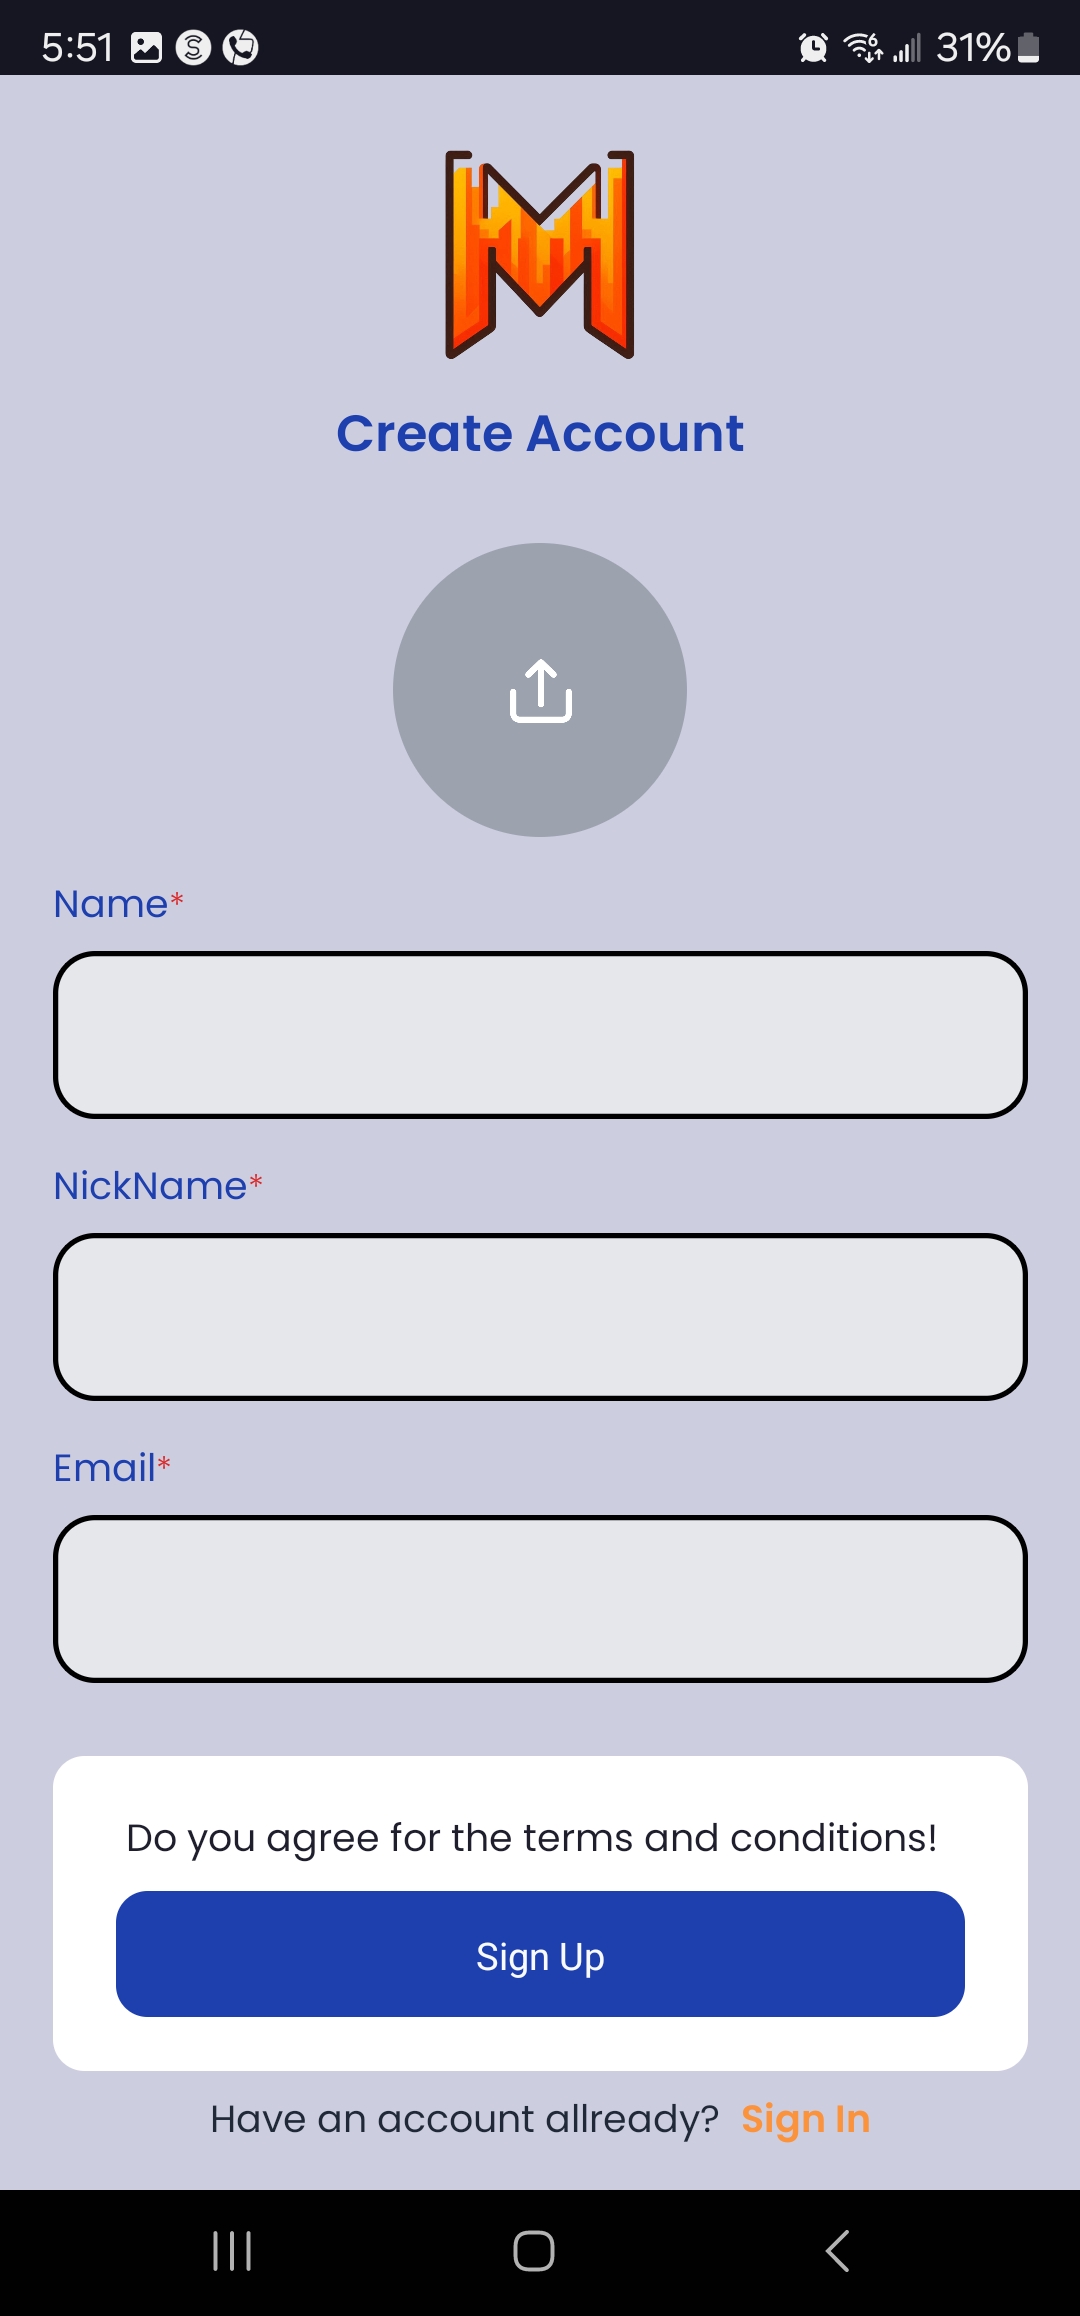 5:51 31%
M
Create Account
Name*
NickName*
Email*
Do you agree for the terms and conditions!
Sign Up
Have an account allready? Sign In